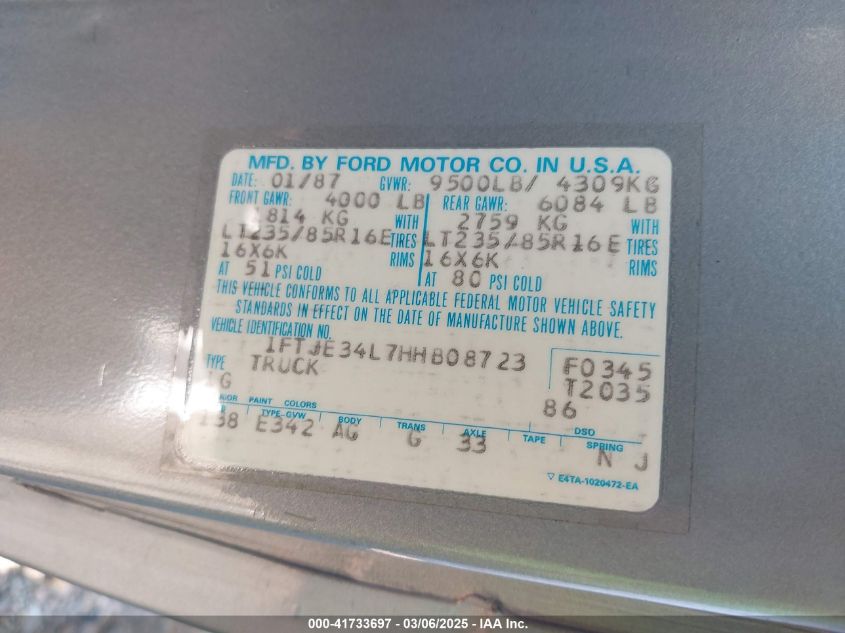 MFD. BY FORD MOTOR CO. IN U.S.A.
DATE: 01/87 GVWR: 9500LB/ 4309KG
FRONT GAWR: 4000 LB REAR GAWR: 6084 LB
1814 KG WITH 2759 KG WITH
LT235/85R16E TIRES LT235/85R16E TIRES
16X6K RIMS 16X6K RIMS
AT 51 PSI COLD AT 80 PSI COLD
THIS VEHICLE CONFORMS TO ALL APPLICABLE FEDERAL MOTOR VEHICLE SAFETY
STANDARDS IN EFFECT ON THE DATE OF MANUFACTURE SHOWN ABOVE.
VEHICLE IDENTIFICATION NO.
1FTJE34L7HHB08723 F0345
TYPE TRUCK T2035
1G 86
PAINT COLORS
TYPE-GVW BODY TRANS AXLE TAPE DSO
138 E342 AG G 33 SPRING
N J
E4TA-1020472-EA
000-41733697 - 03/06/2025 - IAA Inc.